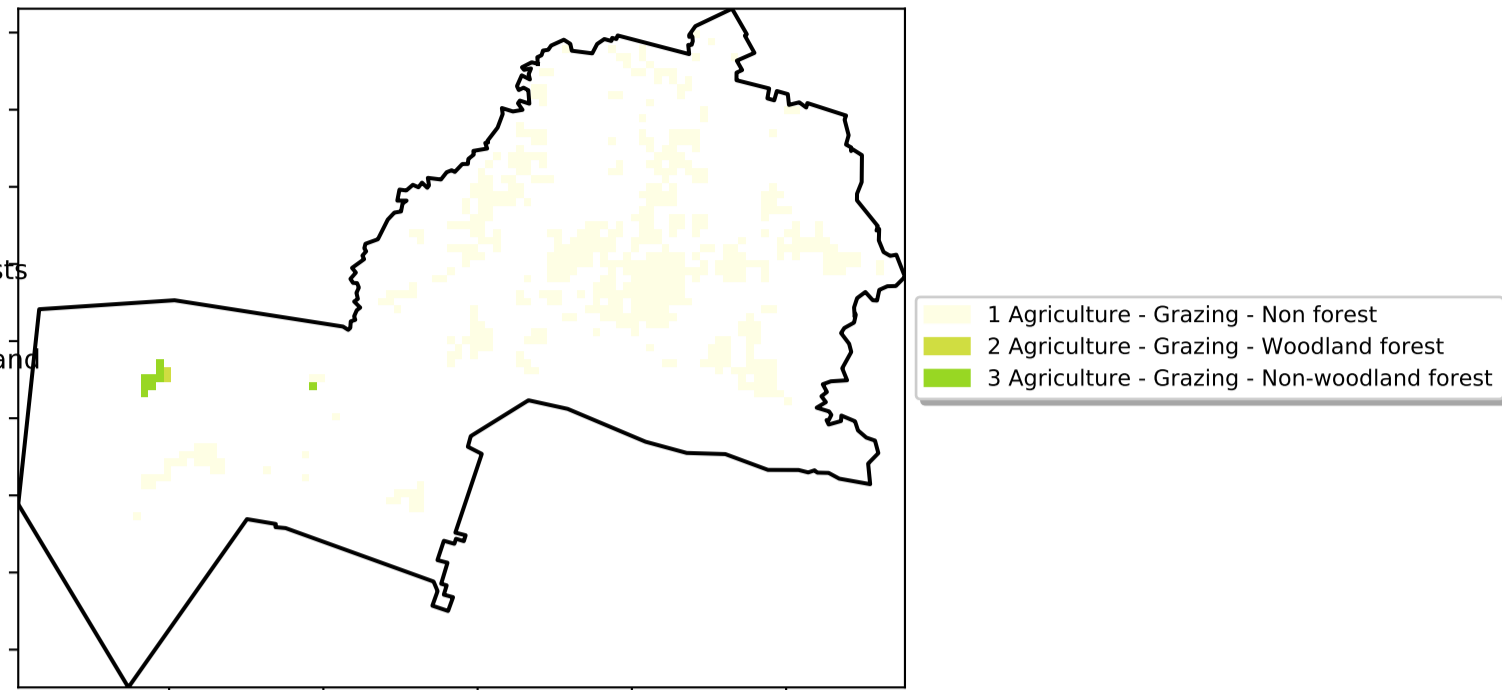 sts
and
1 Agriculture - Grazing - Non forest
2 Agriculture - Grazing - Woodland forest
3 Agriculture - Grazing - Non-woodland forest